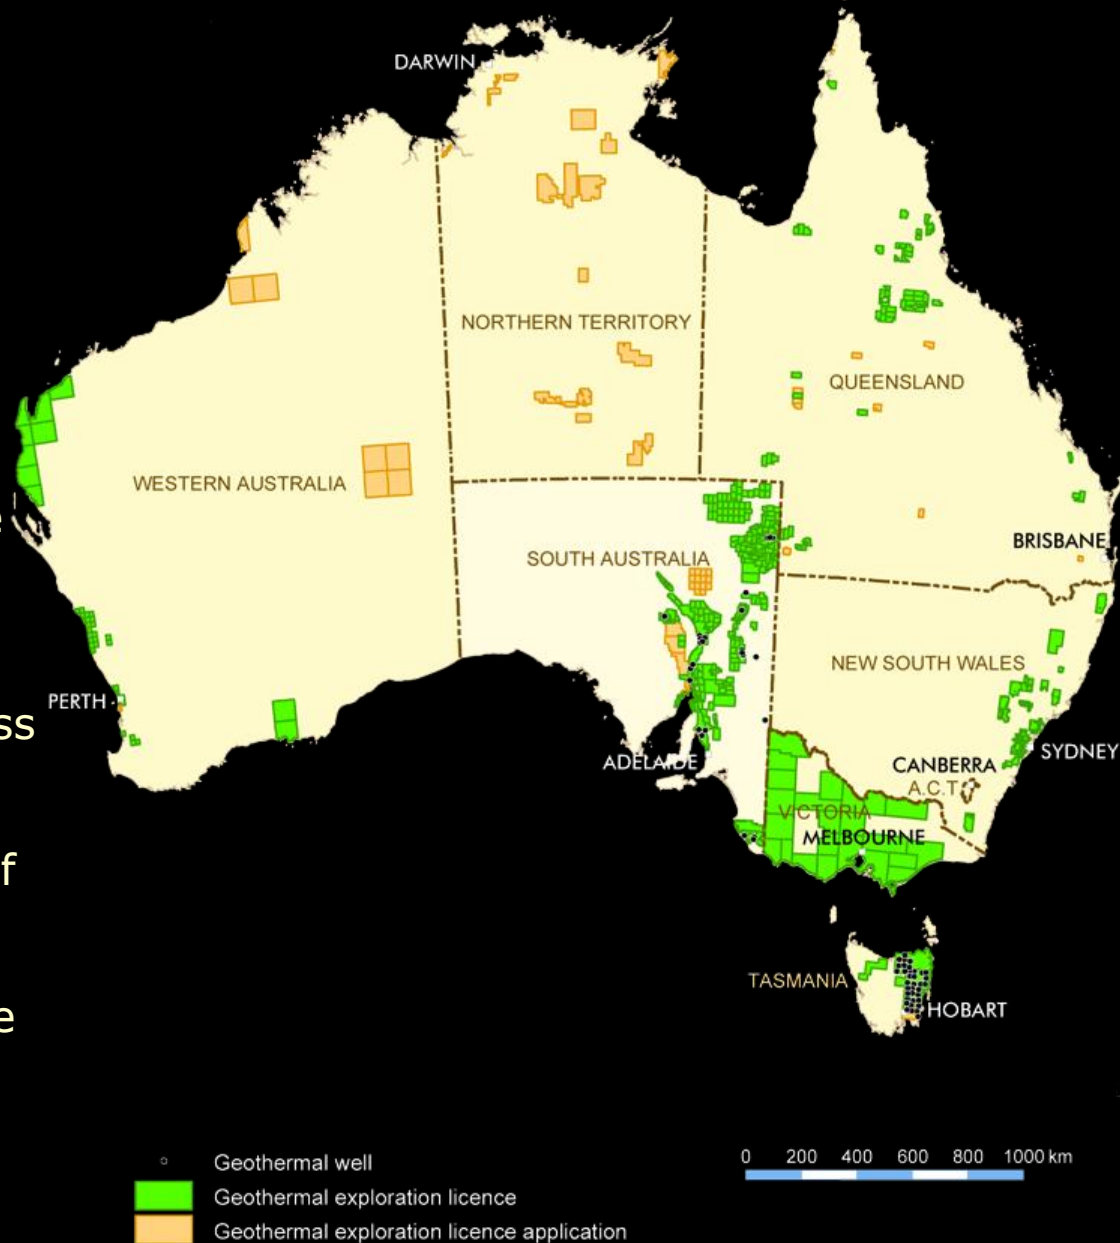 DARWIN
NORTHERN TERRITORY
QUEENSLAND
WESTERN AUSTRALIA
e
BRISBANE
SOUTH AUSTRALIA
NEW SOUTH WALES
PERTH
ss
SYDNEY
CANBERRA
ADELAIDE
A.C.T
VICTORIA
MELBOURNE
f
TASMANIA
HOBART
e
0 200 400 600 800 1000 km
Geothermal well
Geothermal exploration licence
Geothermal exploration licence application